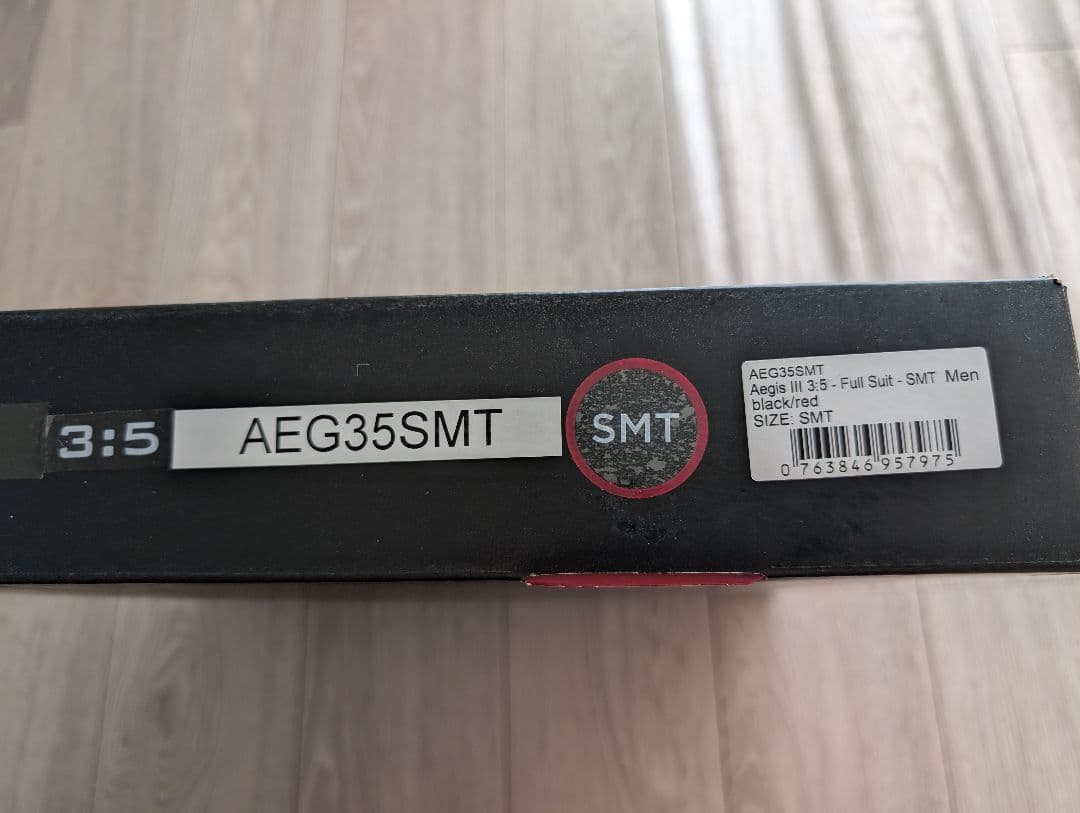 3:5
AEG35SMT
SMT
AEG35SMT
Aegis III 3:5 - Full Suit - SMT Men
black/red
SIZE: SMT
0 763846 957975